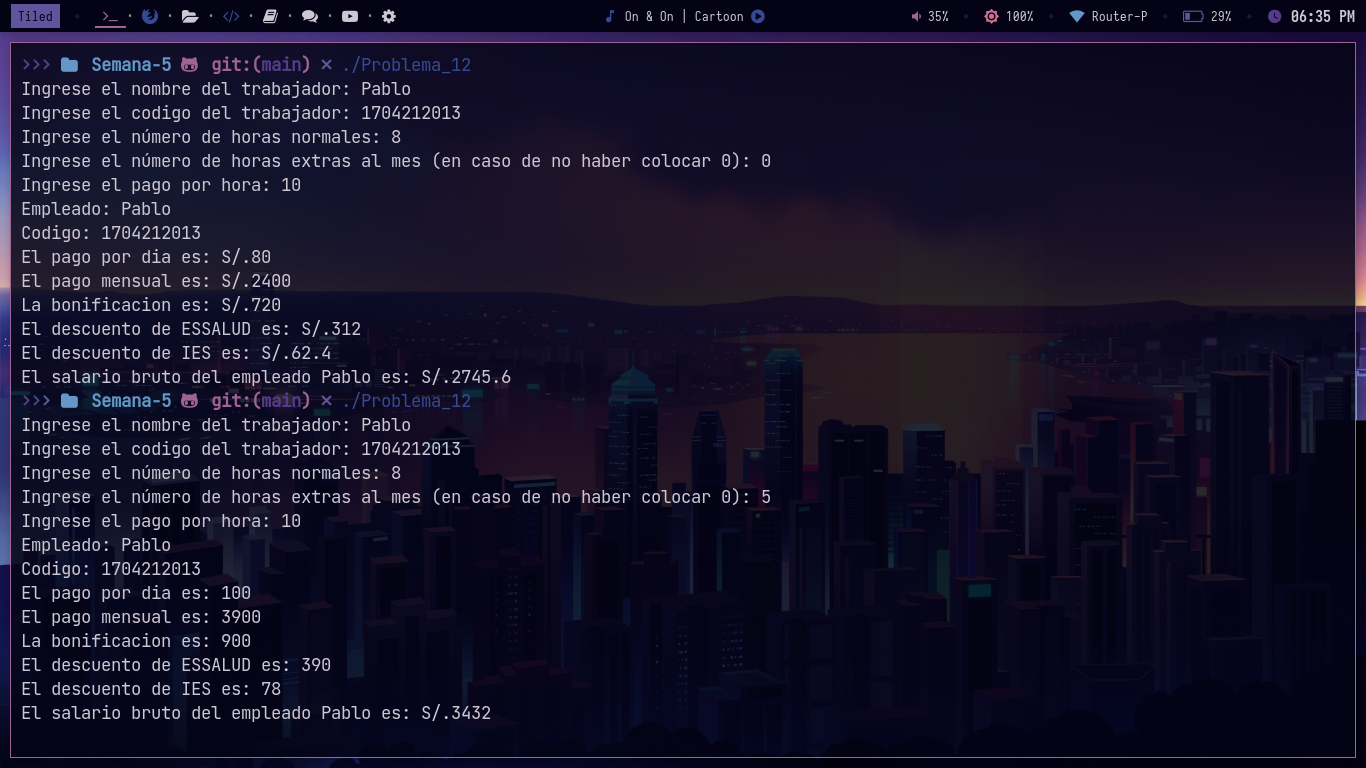 Tiled On & On | Cartoon 35% 100% Router-P 29% 06:35 PM
>>> Semana-5 git:(main) × ./Problema_12
Ingrese el nombre del trabajador: Pablo
Ingrese el codigo del trabajador: 1704212013
Ingrese el número de horas normales: 8
Ingrese el número de horas extras al mes (en caso de no haber colocar 0): 0
Ingrese el pago por hora: 10
Empleado: Pablo
Codigo: 1704212013
El pago por dia es: S/.80
El pago mensual es: S/.2400
La bonificacion es: S/.720
El descuento de ESSALUD es: S/.312
El descuento de IES es: S/.62.4
El salario bruto del empleado Pablo es: S/.2745.6
>>> Semana-5 git:(main) × ./Problema_12
Ingrese el nombre del trabajador: Pablo
Ingrese el codigo del trabajador: 1704212013
Ingrese el número de horas normales: 8
Ingrese el número de horas extras al mes (en caso de no haber colocar 0): 5
Ingrese el pago por hora: 10
Empleado: Pablo
Codigo: 1704212013
El pago por dia es: 100
El pago mensual es: 3900
La bonificacion es: 900
El descuento de ESSALUD es: 390
El descuento de IES es: 78
El salario bruto del empleado Pablo es: S/.3432